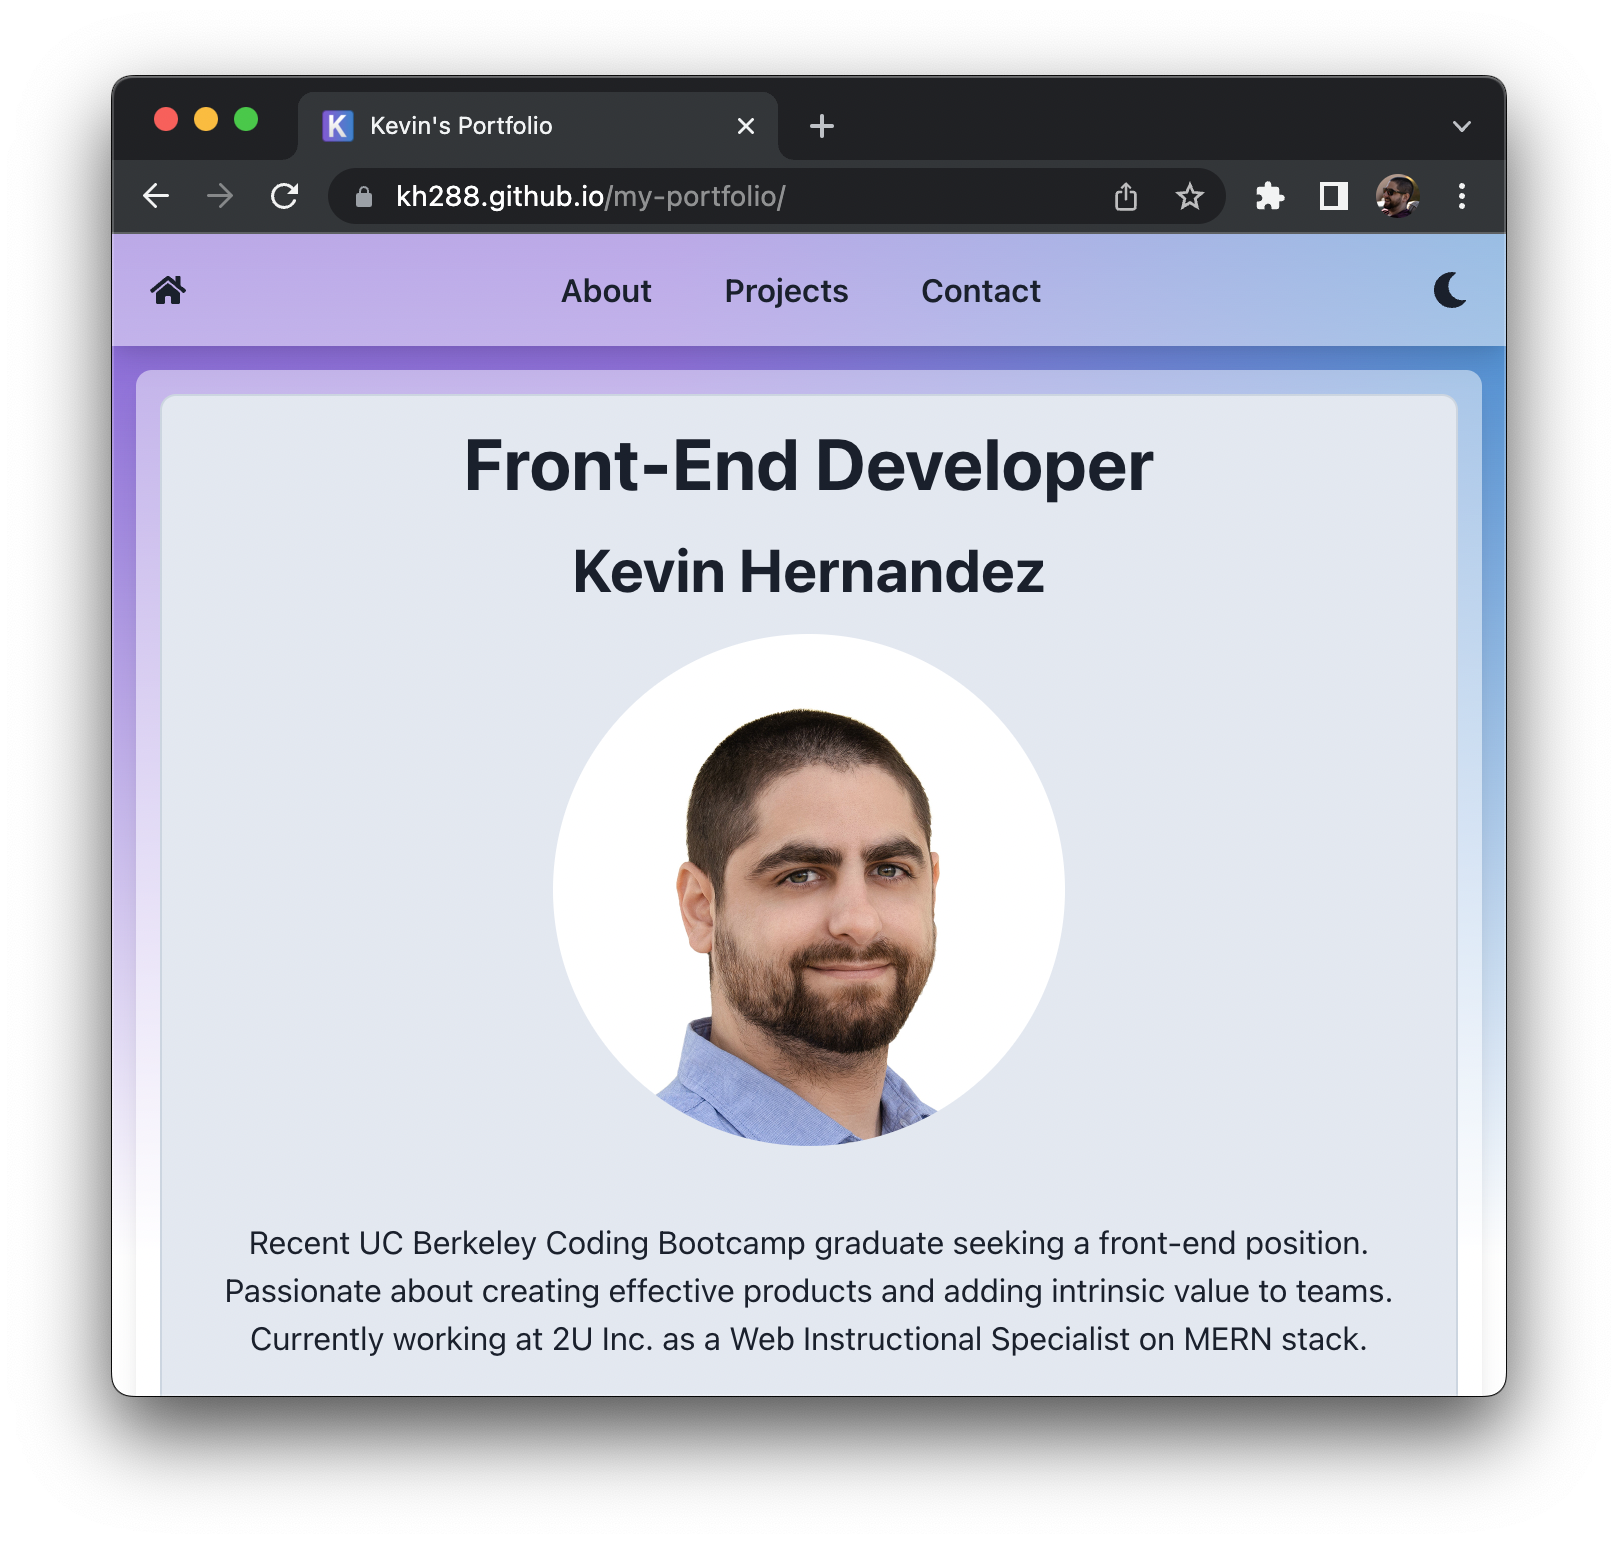 K Kevin's Portfolio
kh288.github.io/my-portfolio/
About Projects Contact
Front-End Developer
Kevin Hernandez
Recent UC Berkeley Coding Bootcamp graduate seeking a front-end position.
Passionate about creating effective products and adding intrinsic value to teams.
Currently working at 2U Inc. as a Web Instructional Specialist on MERN stack.